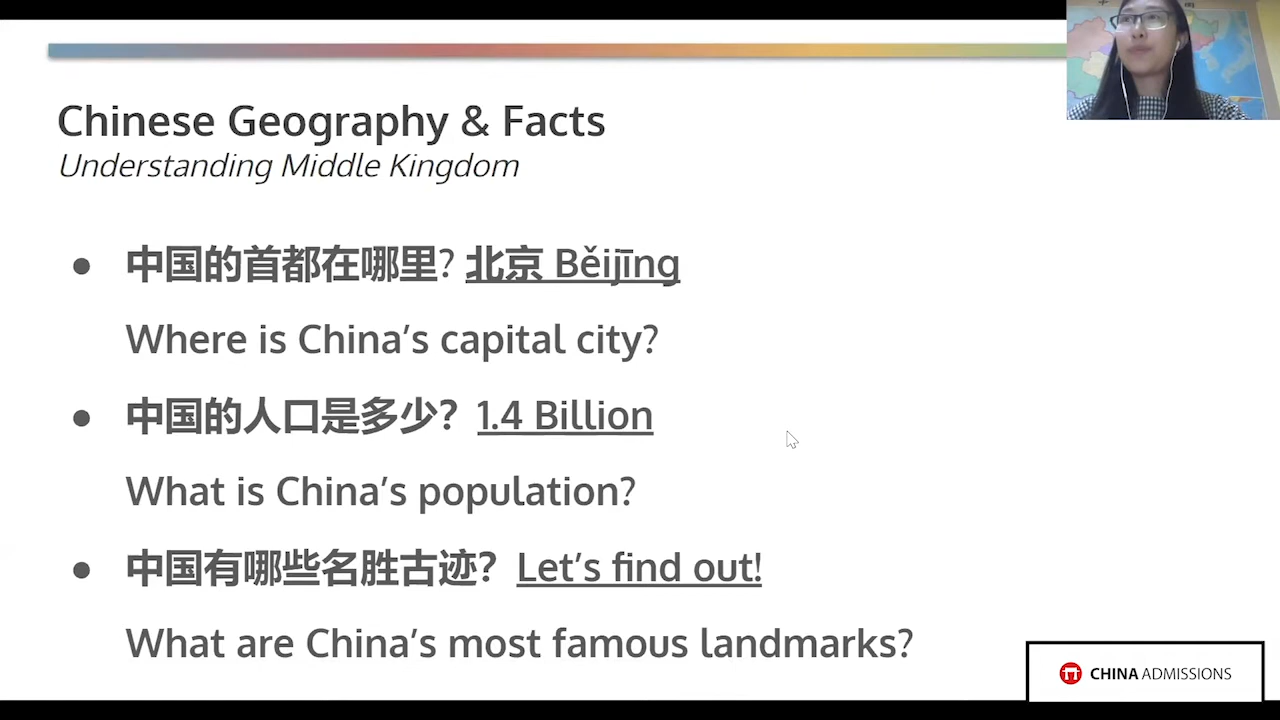 Chinese Geography & Facts
Understanding Middle Kingdom
● 中国的首都在哪里? 北京 Běijīng
Where is China’s capital city?
● 中国的人口是多少？ 1.4 Billion
What is China’s population?
● 中国有哪些名胜古迹？ Let’s find out!
What are China’s most famous landmarks?
CHINA ADMISSIONS